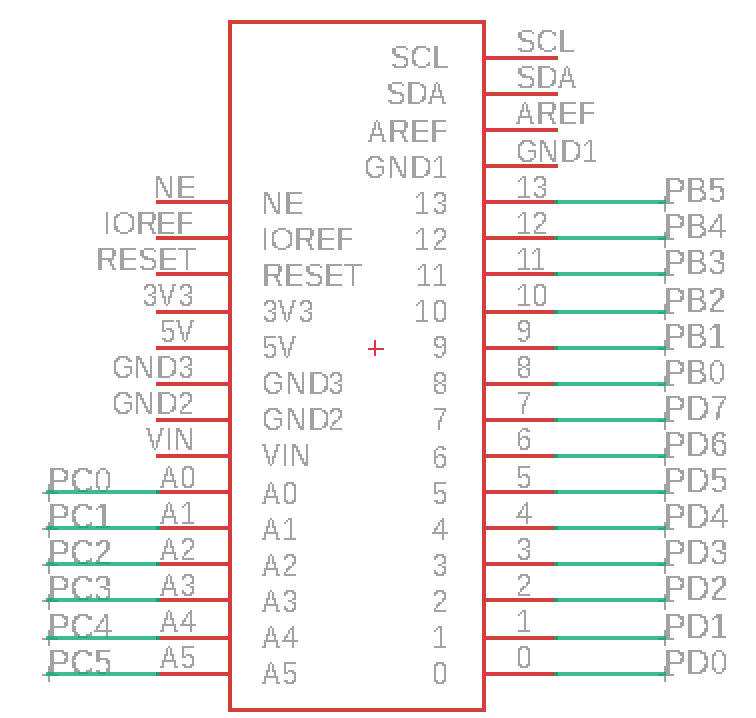 SCL SCL
SDA SDA
AREF AREF
GND1 GND1
NE NE 13 13 PB5
IOREF IOREF 12 12 PB4
RESET RESET 11 11 PB3
3V3 3V3 10 10 PB2
5V 5V 9 9 PB1
GND3 GND3 8 8 PB0
GND2 GND2 7 7 PD7
VIN VIN 6 6 PD6
PC0 A0 A0 5 5 PD5
PC1 A1 A1 4 4 PD4
PC2 A2 A2 3 3 PD3
PC3 A3 A3 2 2 PD2
PC4 A4 A4 1 1 PD1
PC5 A5 A5 0 0 PD0